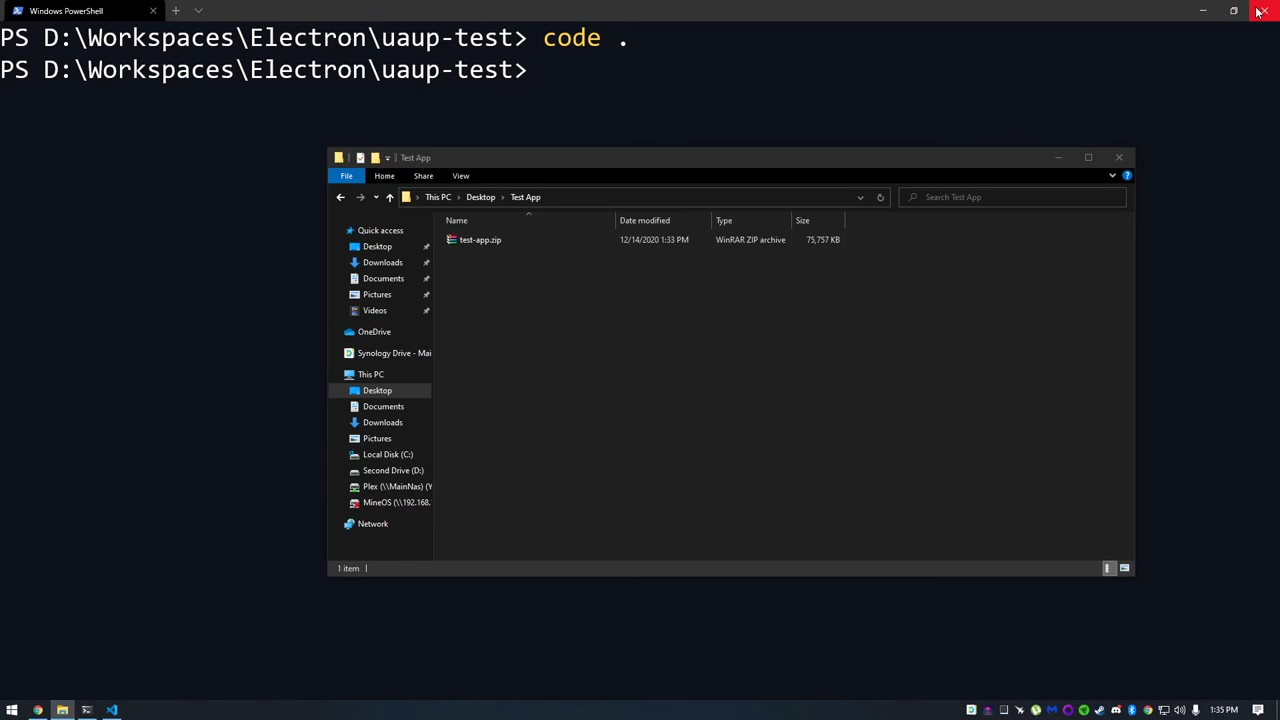 Windows PowerShell
PS D:\Workspaces\Electron\uaup-test> code .
PS D:\Workspaces\Electron\uaup-test>
Test App
File Home Share View
This PC Desktop Test App
Search Test App
Name Date modified Type Size
test-app.zip 12/14/2020 1:33 PM WinRAR ZIP archive 75,757 KB
Quick access
Desktop
Downloads
Documents
Pictures
Videos
OneDrive
Synology Drive - Mai
This PC
Desktop
Documents
Downloads
Pictures
Local Disk (C:)
Second Drive (D:)
Plex (\\MainNas) (Y
MineOS (\\192.168.
Network
1 item
1:35 PM